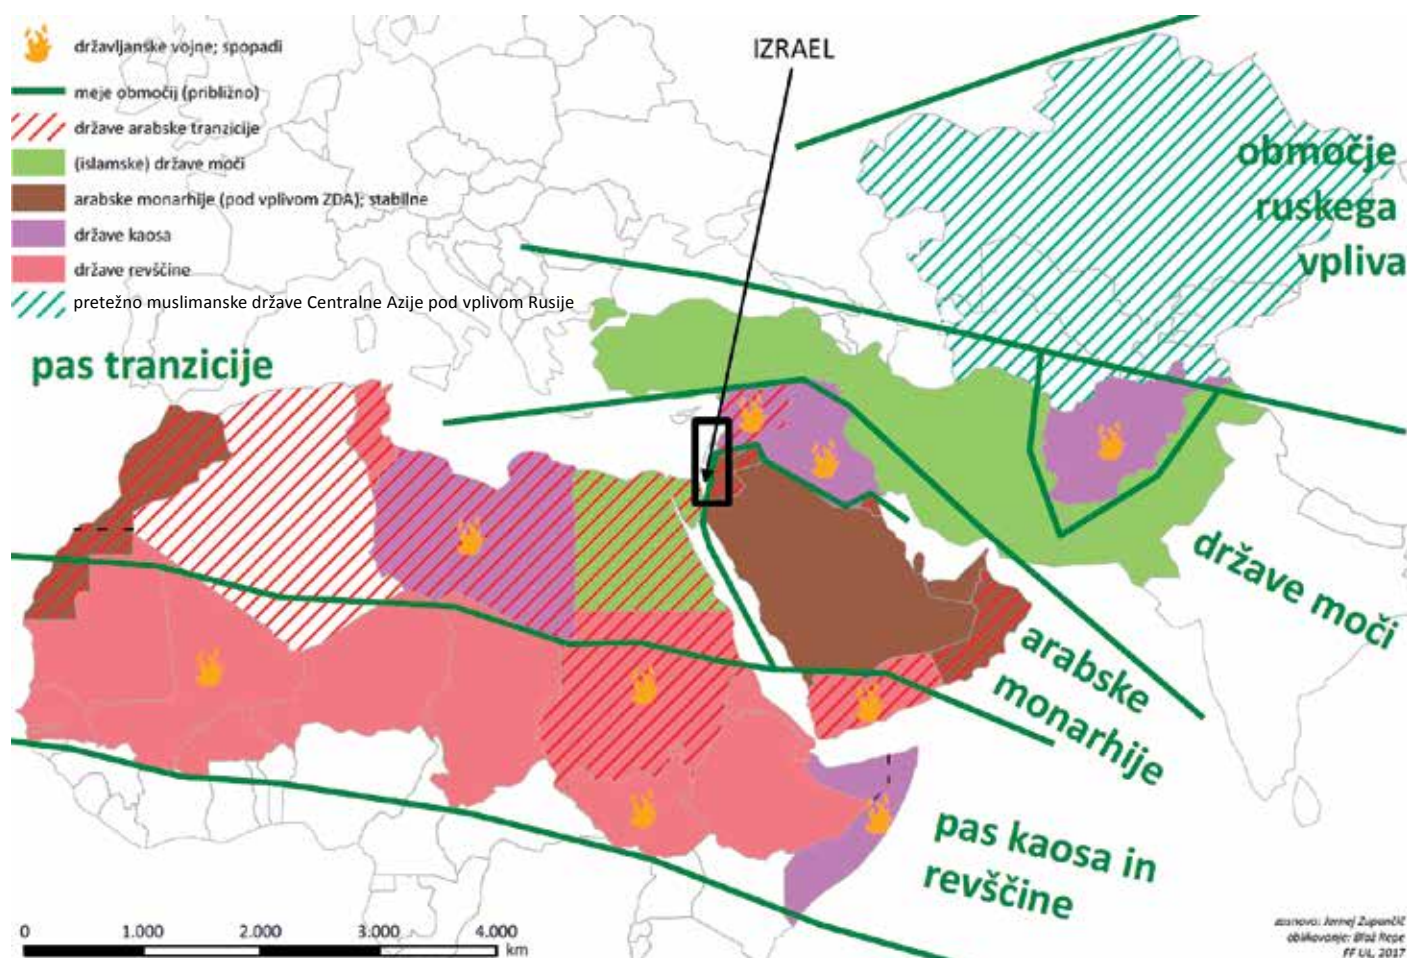 državljanske vojne; spopadi
meje območij (približno)
države arabske tranzicije
(islamske) države moči
arabske monarhije (pod vplivom ZDA); stabilne
države kaosa
države revščine
pretežno muslimanske države Centralne Azije pod vplivom Rusije
IZRAEL
območje
ruskega
vpliva
pas tranzicije
države moči
arabske
monarhije
pas kaosa in
revščine
0 1.000 2.000 3.000 4.000
km
zasnova: Jernej Zupančič
oblikovanje: Blaž Repe
FF UL, 2017